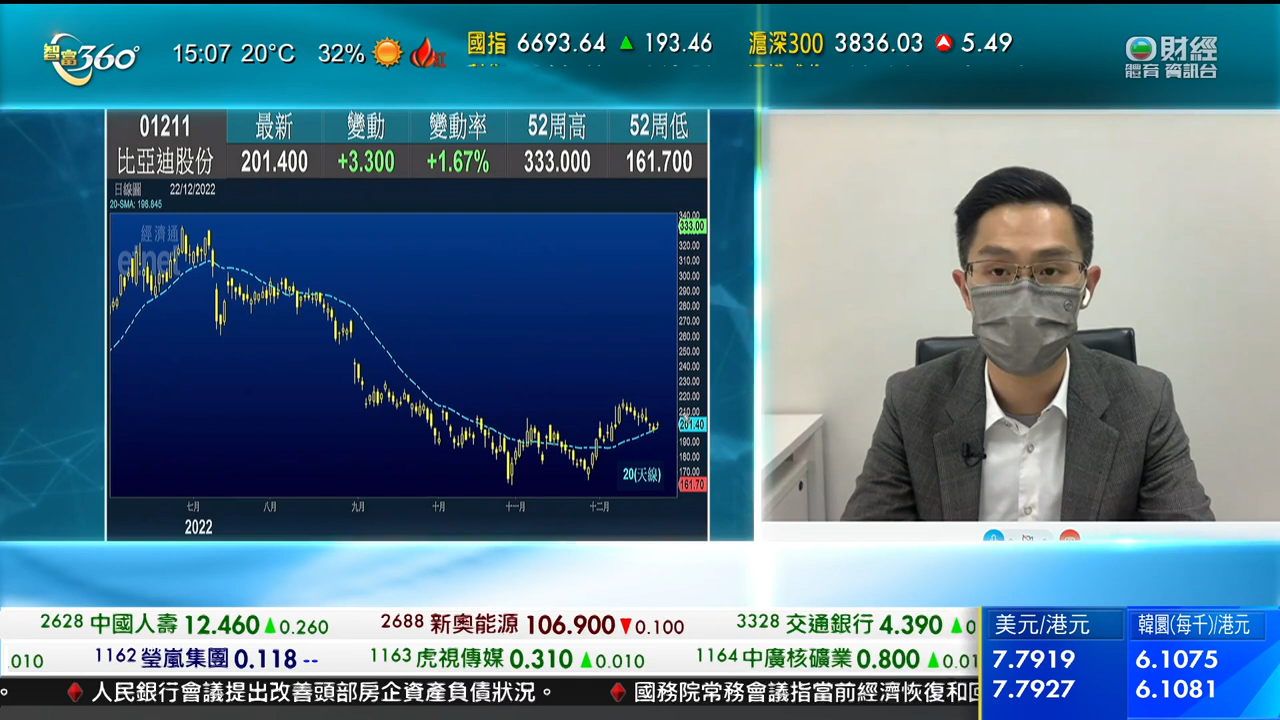 智富360°
15:07 20°C 32% 紅
國指 6693.64 ▲ 193.46 滬深300 3836.03 ▲ 5.49
財經
體育 資訊台
01211 最新 變動 變動率 52周高 52周低
比亞迪股份 201.400 +3.300 +1.67% 333.000 161.700
日線圖 22/12/2022
20-SMA: 198.845
經濟通
etnet
340.00
333.00
320.00
310.00
300.00
290.00
280.00
270.00
260.00
250.00
240.00
230.00
220.00
210.00
201.40
190.00
180.00
170.00
161.70
20(天線)
七月 八月 九月 十月 十一月 十二月
2022
2628 中國人壽 12.460 ▲ 0.260 2688 新奧能源 106.900 ▼ 0.100 3328 交通銀行 4.390 ▲ 0
.010 1162 瑩嵐集團 0.118 -- 1163 虎視傳媒 0.310 ▲ 0.010 1164 中廣核礦業 0.800 ▲ 0.01
。 人民銀行會議提出改善頭部房企資產負債狀況。 國務院常務會議指當前經濟恢復和回
美元/港元 韓圜(每千)/港元
7.7919 6.1075
7.7927 6.1081